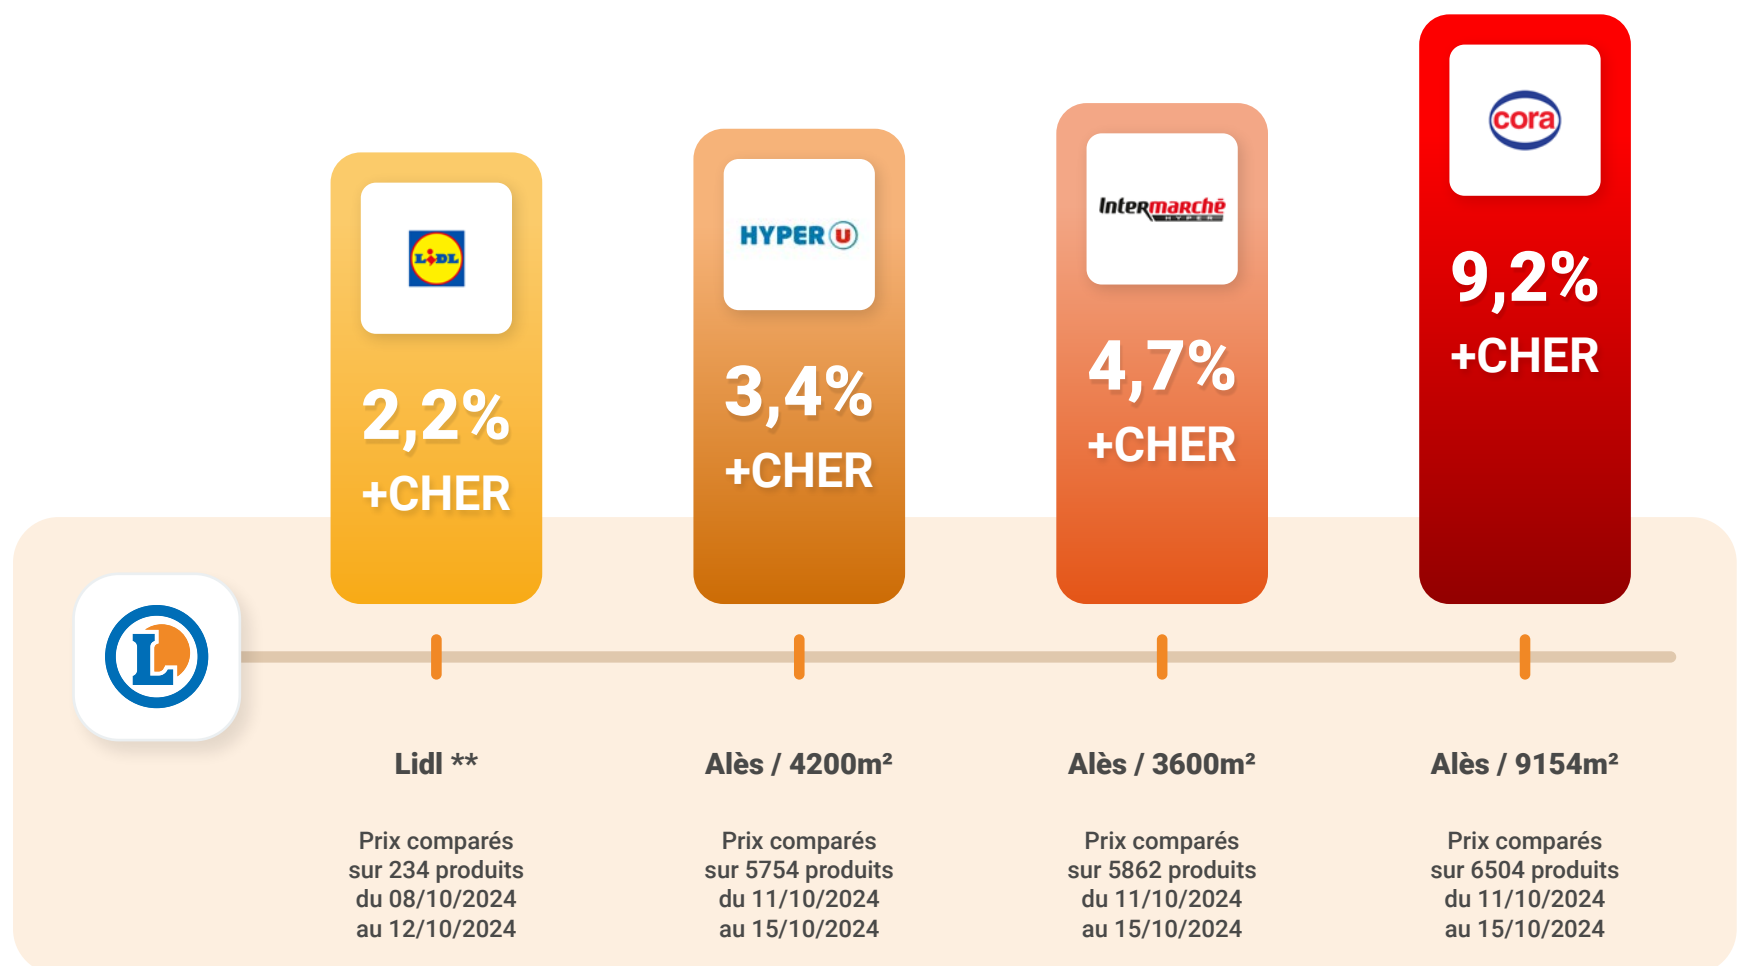 LIDL
2,2%
+CHER
HYPER U
3,4%
+CHER
Intermarchē
HYPER
4,7%
+CHER
cora
9,2%
+CHER
L
Lidl **
Prix comparés
sur 234 produits
du 08/10/2024
au 12/10/2024
Alès / 4200m²
Prix comparés
sur 5754 produits
du 11/10/2024
au 15/10/2024
Alès / 3600m²
Prix comparés
sur 5862 produits
du 11/10/2024
au 15/10/2024
Alès / 9154m²
Prix comparés
sur 6504 produits
du 11/10/2024
au 15/10/2024